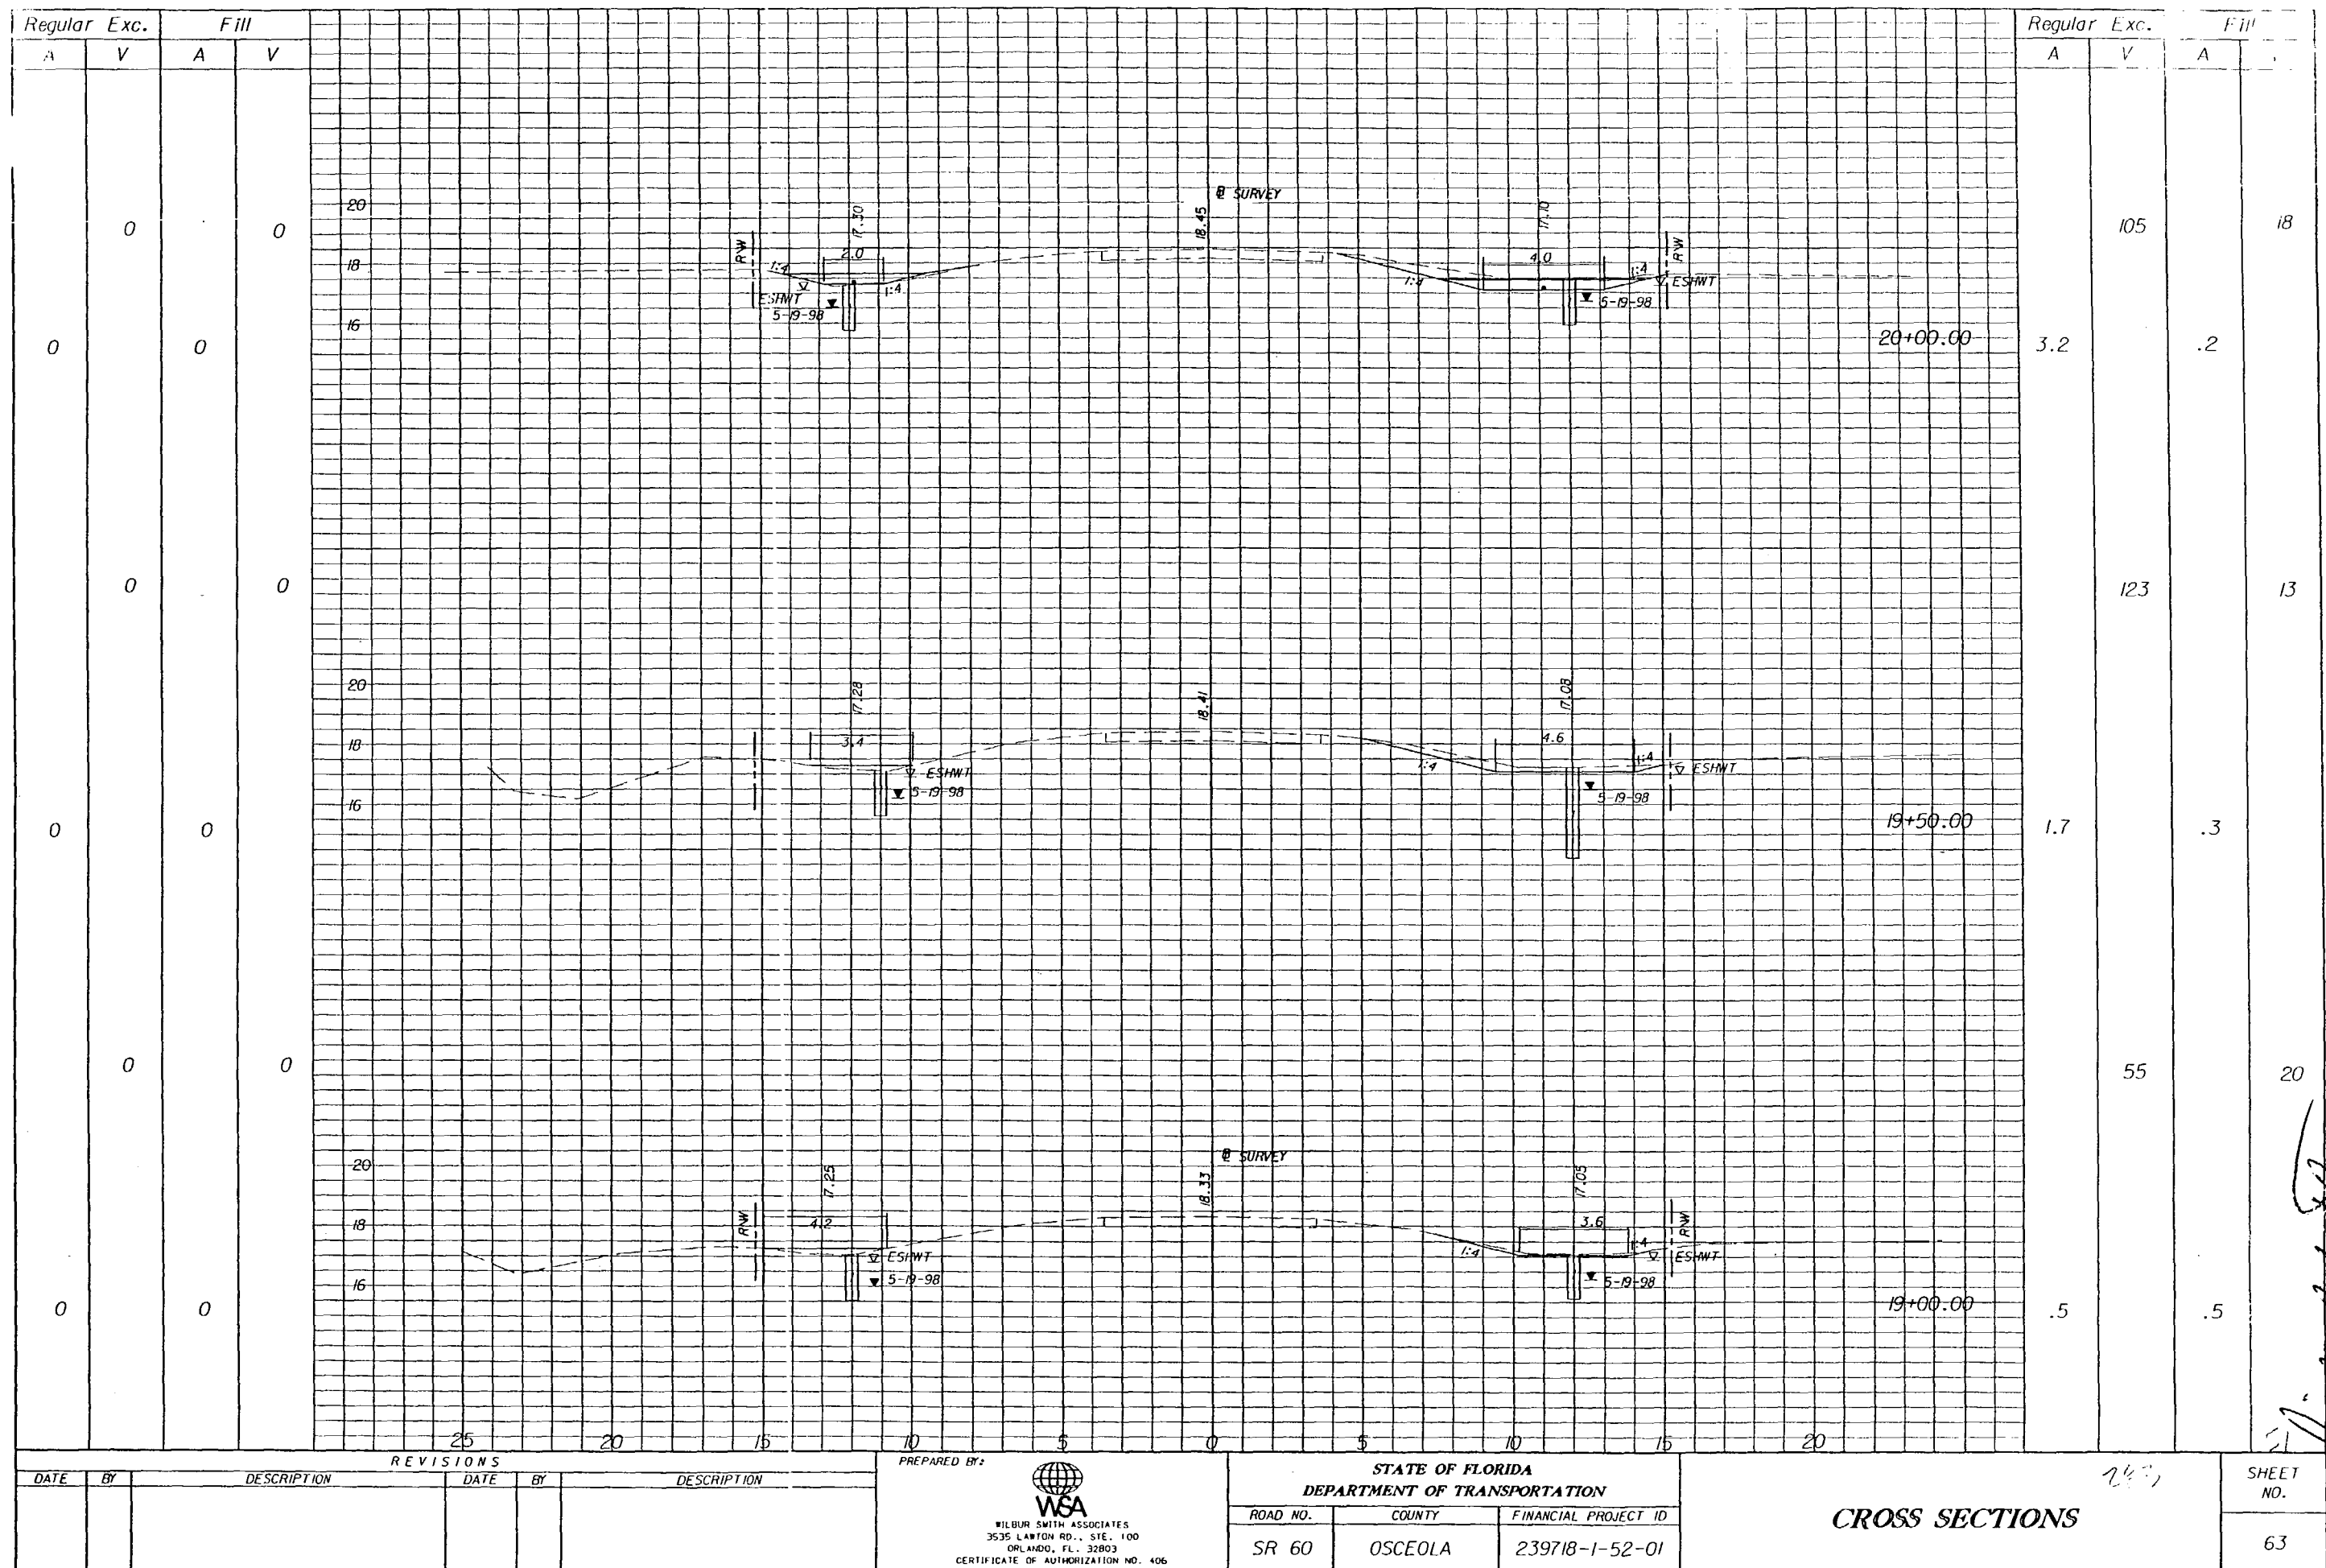 Regular Exc. Fill
A V A V
Regular Exc. Fill
A V A
⅊ SURVEY
20
18
16
R/W
1:4
2.0
17.30
1:4
ESHWT
5-19-98
18.45
17.10
4.0
1:4
1:4
R/W
ESHWT
5-19-98
20+00.00
0 0
0 0
105 18
3.2 .2
0 0
123 13
20
18
16
17.28
3.4
ESHWT
5-19-98
18.41
17.08
4.6
1:4
1:4
ESHWT
5-19-98
19+50.00
0 0
1.7 .3
0 0
55 20
⅊ SURVEY
20
18
16
R/W
17.25
4.2
ESHWT
5-19-98
18.33
17.05
3.6
1:4
1:4
R/W
ESHWT
5-19-98
19+00.00
0 0
.5 .5
25 20 15 10 5 0 5 10 15 20
REVISIONS
DATE BY DESCRIPTION DATE BY DESCRIPTION
PREPARED BY:
WSA
WILBUR SMITH ASSOCIATES
3535 LAWTON RD., STE. 100
ORLANDO, FL. 32803
CERTIFICATE OF AUTHORIZATION NO. 406
STATE OF FLORIDA
DEPARTMENT OF TRANSPORTATION
ROAD NO. COUNTY FINANCIAL PROJECT ID
SR 60 OSCEOLA 239718-1-52-01
CROSS SECTIONS
SHEET
NO.
63